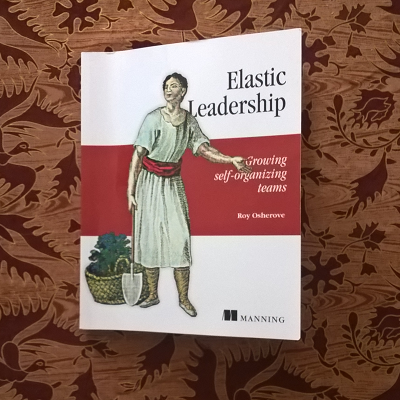 Elastic
Leadership
Growing
self-organizing
teams
Roy Osherove
MANNING